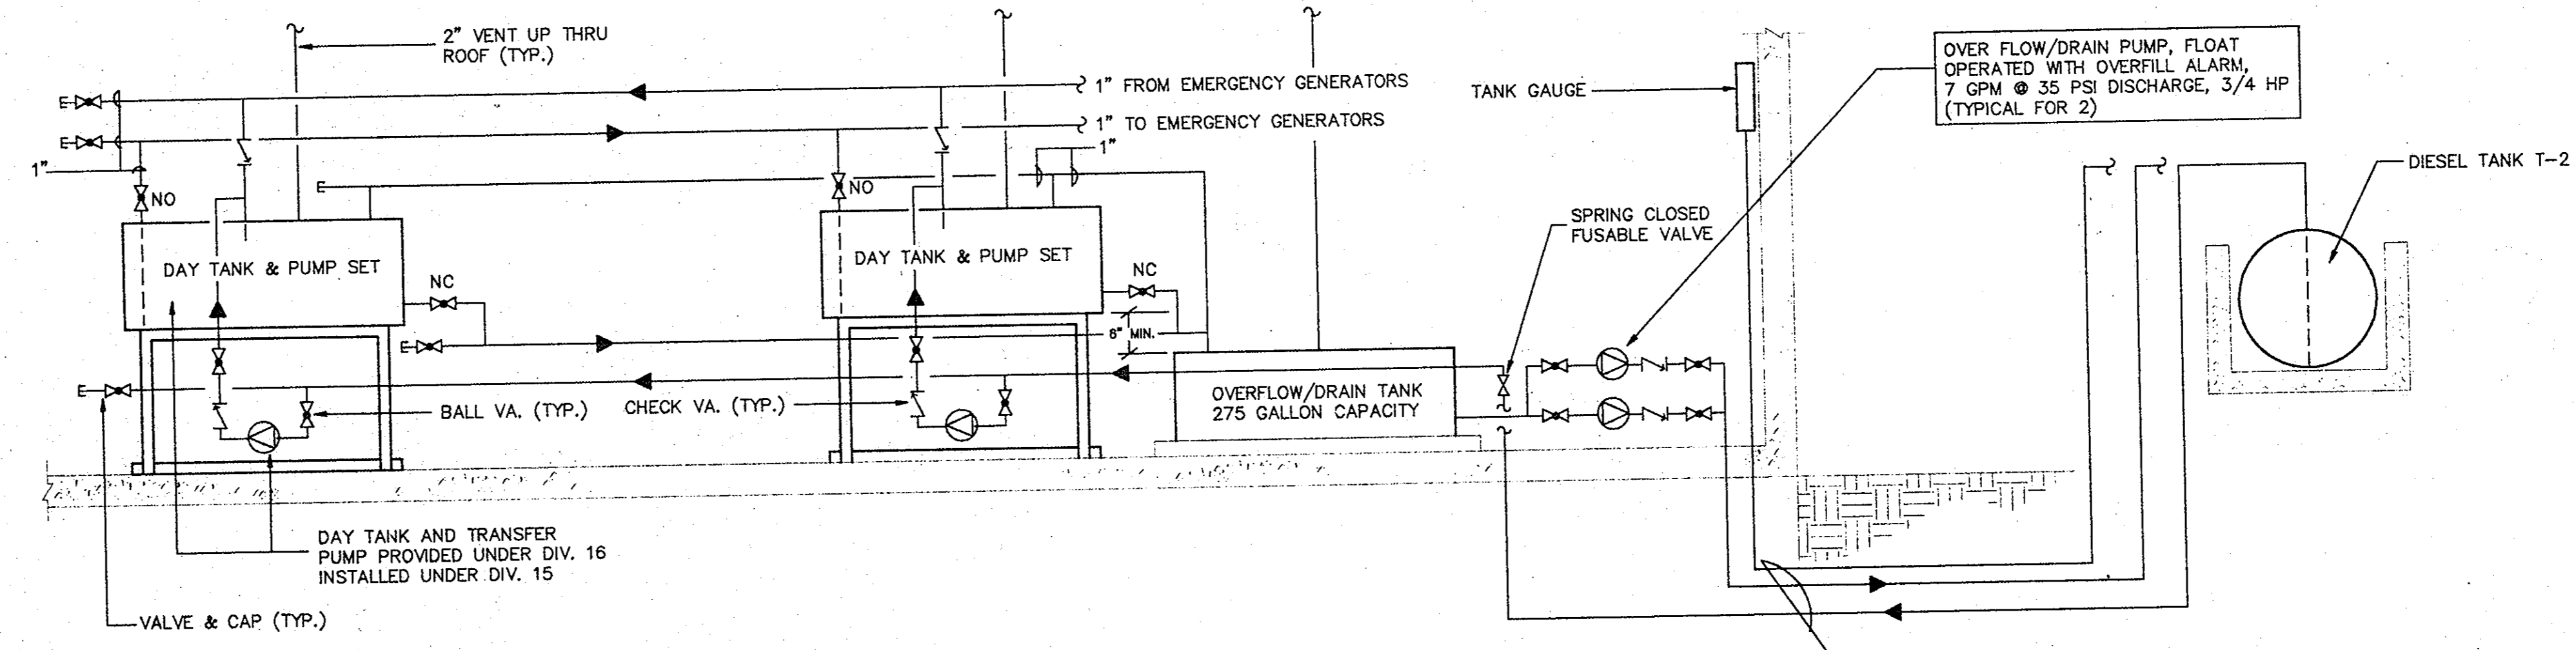 2" VENT UP THRU
ROOF (TYP.)
1" FROM EMERGENCY GENERATORS
1" TO EMERGENCY GENERATORS
1"
1"
NO
NO
TANK GAUGE
OVER FLOW/DRAIN PUMP, FLOAT
OPERATED WITH OVERFILL ALARM,
7 GPM @ 35 PSI DISCHARGE, 3/4 HP
(TYPICAL FOR 2)
DIESEL TANK T-2
SPRING CLOSED
FUSABLE VALVE
DAY TANK & PUMP SET
NC
DAY TANK & PUMP SET
NC
6" MIN.
OVERFLOW/DRAIN TANK
275 GALLON CAPACITY
BALL VA. (TYP.)
CHECK VA. (TYP.)
DAY TANK AND TRANSFER
PUMP PROVIDED UNDER DIV. 16
INSTALLED UNDER DIV. 15
VALVE & CAP (TYP.)